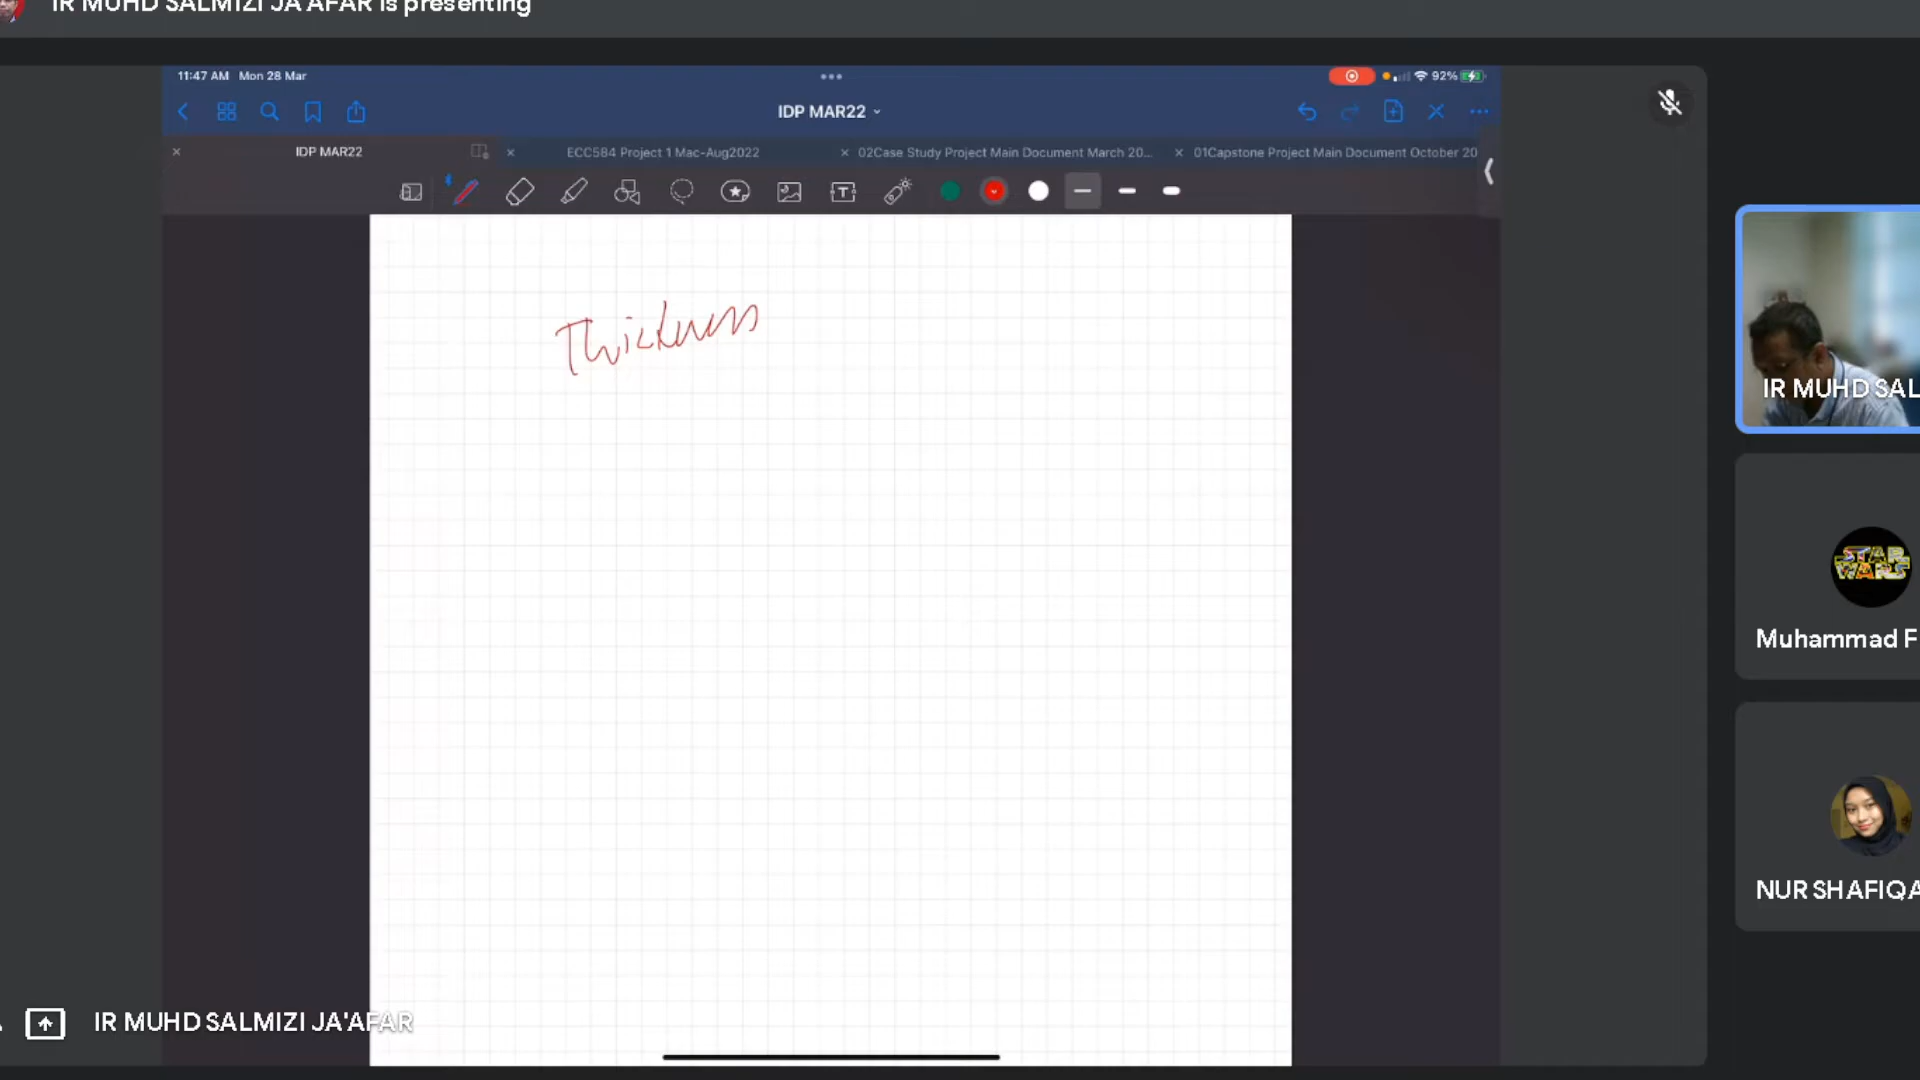 IR MUHD SALMIZI JA'AFAR is presenting
11:47 AM Mon 28 Mar
92%
IDP MAR22
IDP MAR22
ECC584 Project 1 Mac-Aug2022
02Case Study Project Main Document March 20...
01Capstone Project Main Document October 20
Thickness
IR MUHD SAL
STAR
WARS
Muhammad F
NUR SHAFIQA
IR MUHD SALMIZI JA'AFAR